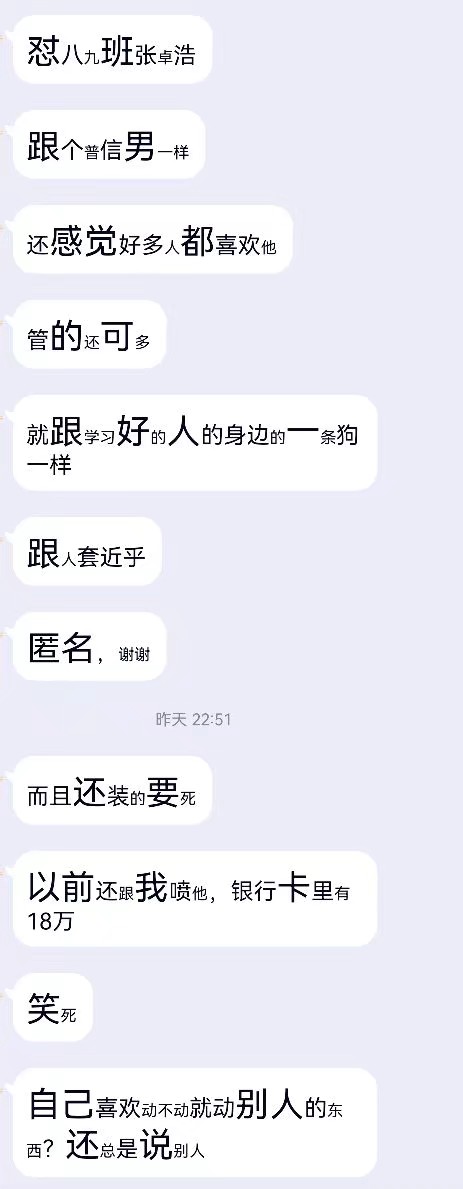 怼八九班张卓浩
跟个普信男一样
还感觉好多人都喜欢他
管的还可多
就跟学习好的人的身边的一条狗
一样
跟人套近乎
匿名，谢谢
昨天 22:51
而且还装的要死
以前还跟我喷他，银行卡里有
18万
笑死
自己喜欢动不动就动别人的东
西？还总是说别人